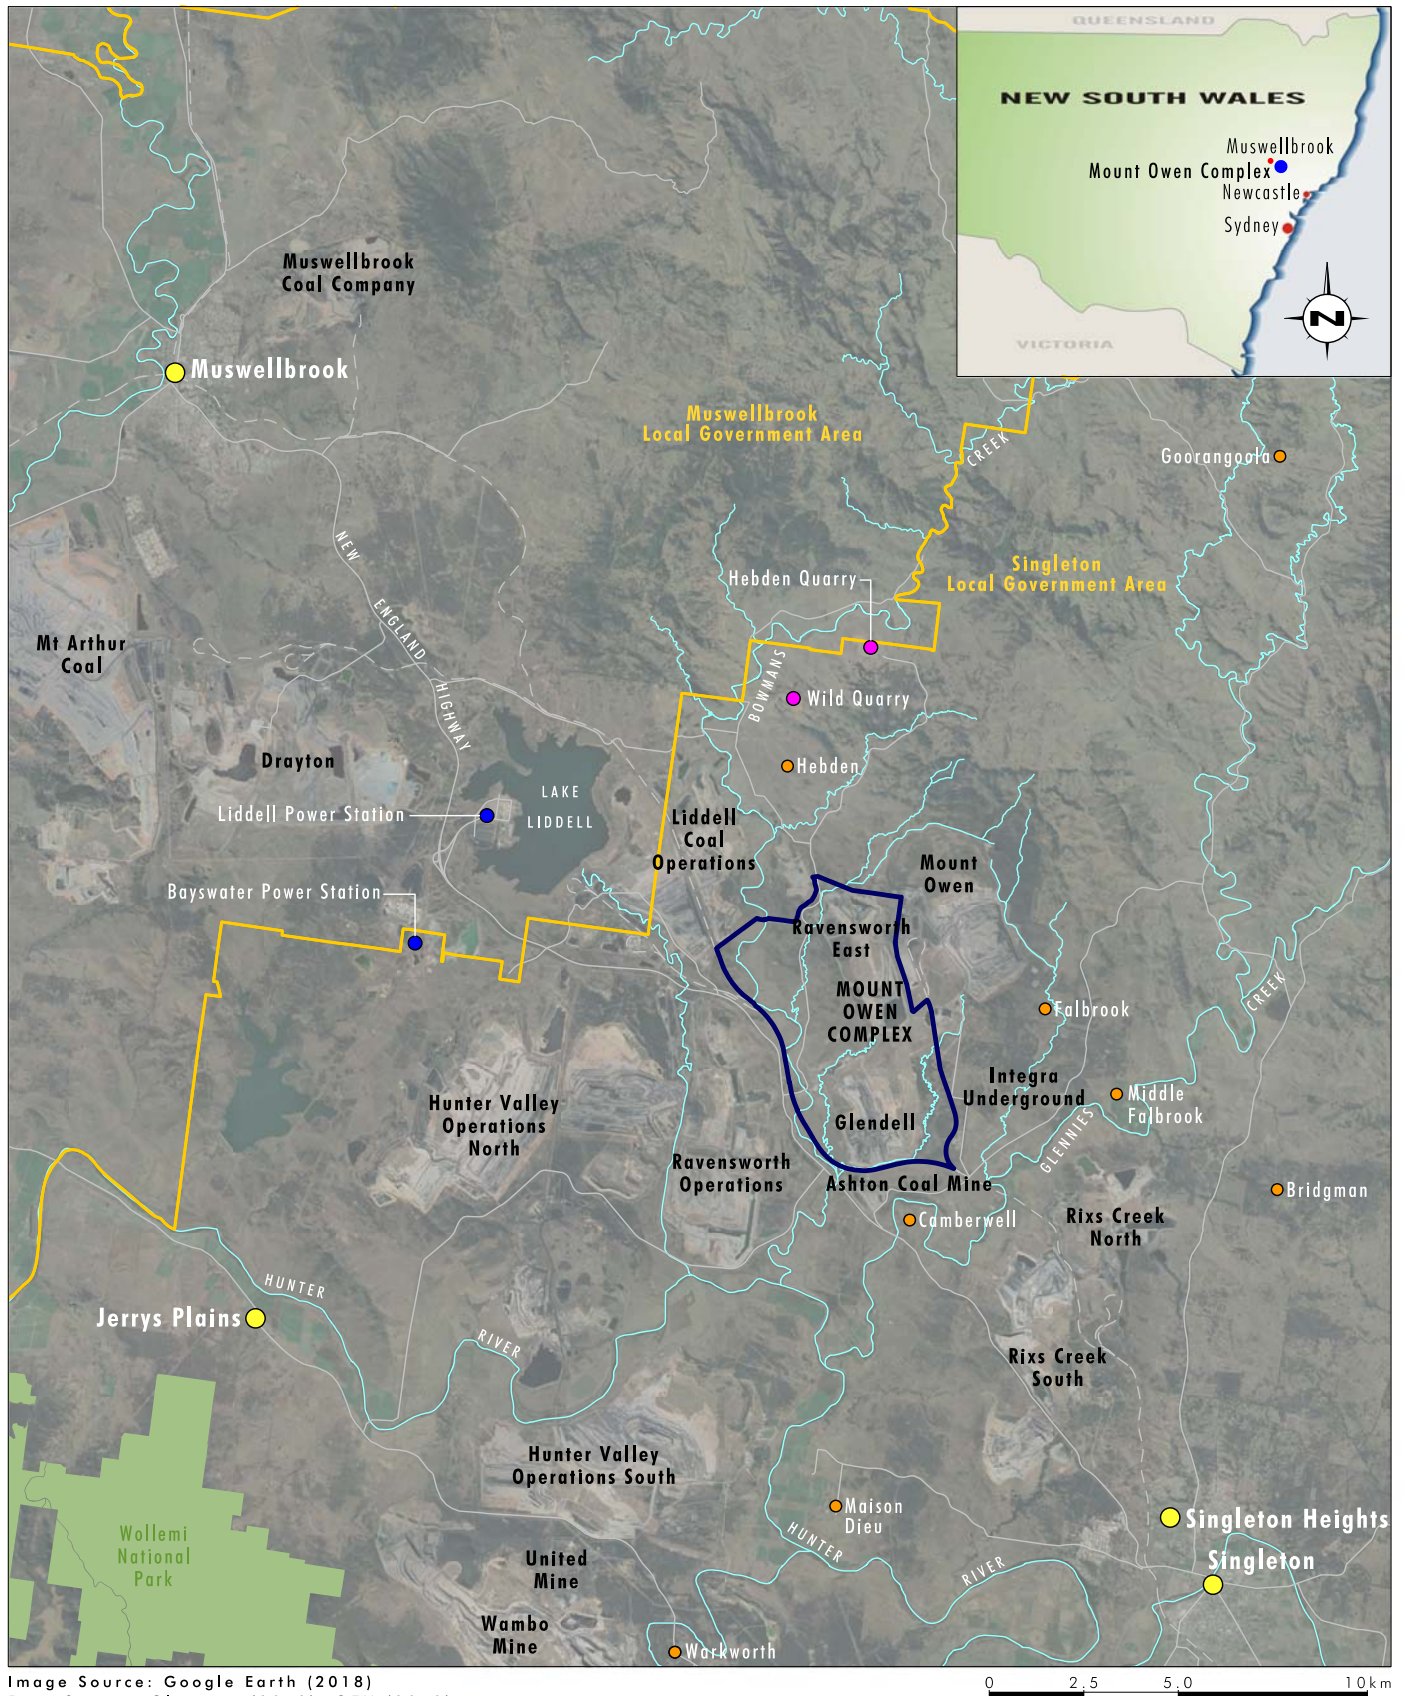 QUEENSLAND
NEW SOUTH WALES
Muswellbrook
Mount Owen Complex
Newcastle
Sydney
VICTORIA
N
Muswellbrook
Coal Company
Muswellbrook
Muswellbrook
Local Government Area
CREEK
Goorangoola
Singleton
Local Government Area
Hebden Quarry
NEW
ENGLAND
HIGHWAY
Mt Arthur
Coal
BOWMANS
Wild Quarry
Drayton
Hebden
LAKE
LIDDELL
Liddell Power Station
Liddell
Coal
Operations
Mount
Owen
Bayswater Power Station
Ravensworth
East
MOUNT
OWEN
COMPLEX
CREEK
Falbrook
Integra
Underground
Middle
Falbrook
GLENNIES
Hunter Valley
Operations
North
Glendell
Ravensworth
Operations
Ashton Coal Mine
Bridgman
Camberwell
Rixs Creek
North
HUNTER
Jerrys Plains
RIVER
Rixs Creek
South
Hunter Valley
Operations South
Maison
Dieu
Singleton Heights
Wollemi
National
Park
HUNTER
RIVER
Singleton
United
Mine
Wambo
Mine
Warkworth
Image Source: Google Earth (2018)
0 2.5 5.0 10km